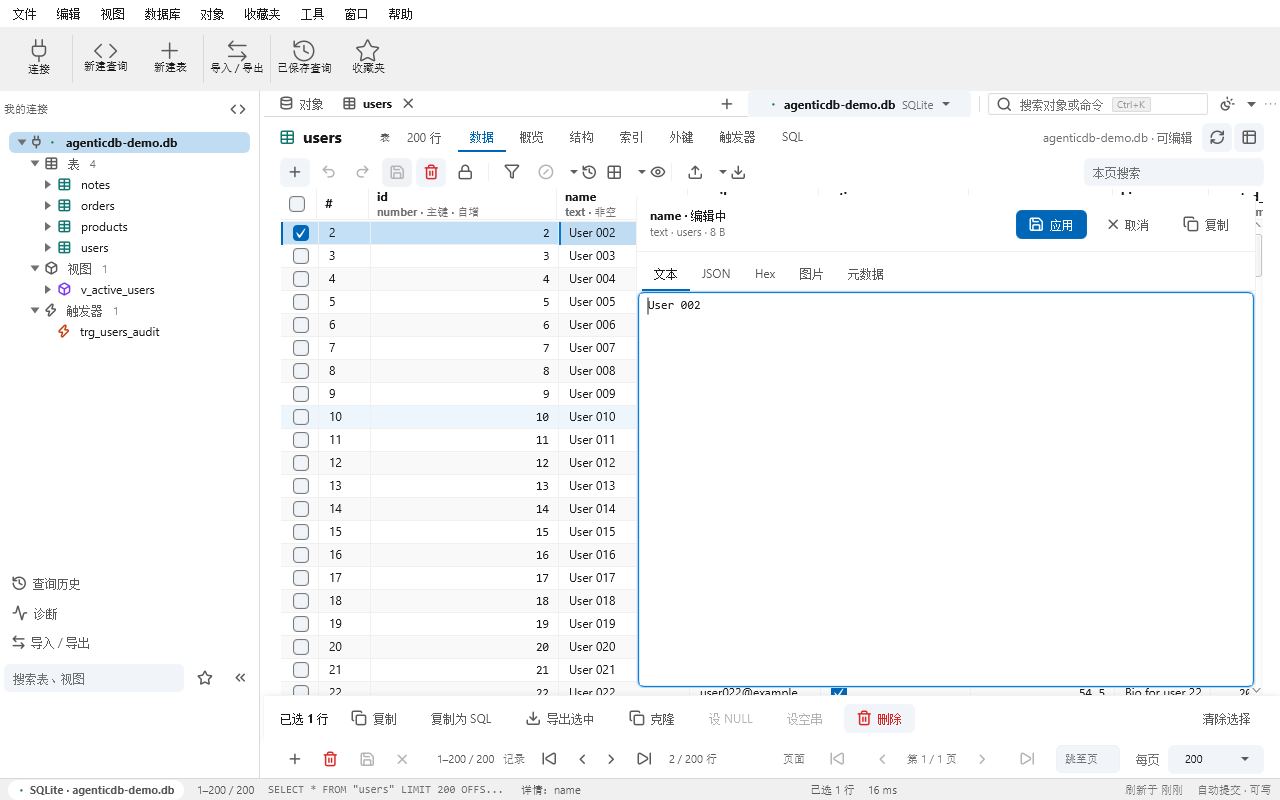 文件 编辑 视图 数据库 对象 收藏夹 工具 窗口 帮助
连接 新建查询 新建表 导入 / 导出 已保存查询 收藏夹
我的连接
agenticdb-demo.db
表 4
notes
orders
products
users
视图 1
v_active_users
触发器 1
trg_users_audit
查询历史
诊断
导入 / 导出
搜索表、视图
对象 users agenticdb-demo.db SQLite 搜索对象或命令 Ctrl+K
users 表 200 行 数据 概览 结构 索引 外键 触发器 SQL agenticdb-demo.db · 可编辑
本页搜索
# id name
number · 主键 · 自增 text · 非空
2 2 User 002
3 3 User 003
4 4 User 004
5 5 User 005
6 6 User 006
7 7 User 007
8 8 User 008
9 9 User 009
10 10 User 010
11 11 User 011
12 12 User 012
13 13 User 013
14 14 User 014
15 15 User 015
16 16 User 016
17 17 User 017
18 18 User 018
19 19 User 019
20 20 User 020
21 21 User 021
22 22 User 022 user022@example 54.5 Bio for user 22
name · 编辑中
text · users · 8 B
应用 取消 复制
文本 JSON Hex 图片 元数据
User 002
已选 1 行 复制 复制为 SQL 导出选中 克隆 设 NULL 设空串 删除 清除选择
1–200 / 200 记录 2 / 200 行 页面 第 1 / 1 页 跳至页 每页 200
SQLite · agenticdb-demo.db 1–200 / 200 SELECT * FROM "users" LIMIT 200 OFFS... 详情: name 已选 1 行 16 ms 刷新于 刚刚 自动提交 · 可写